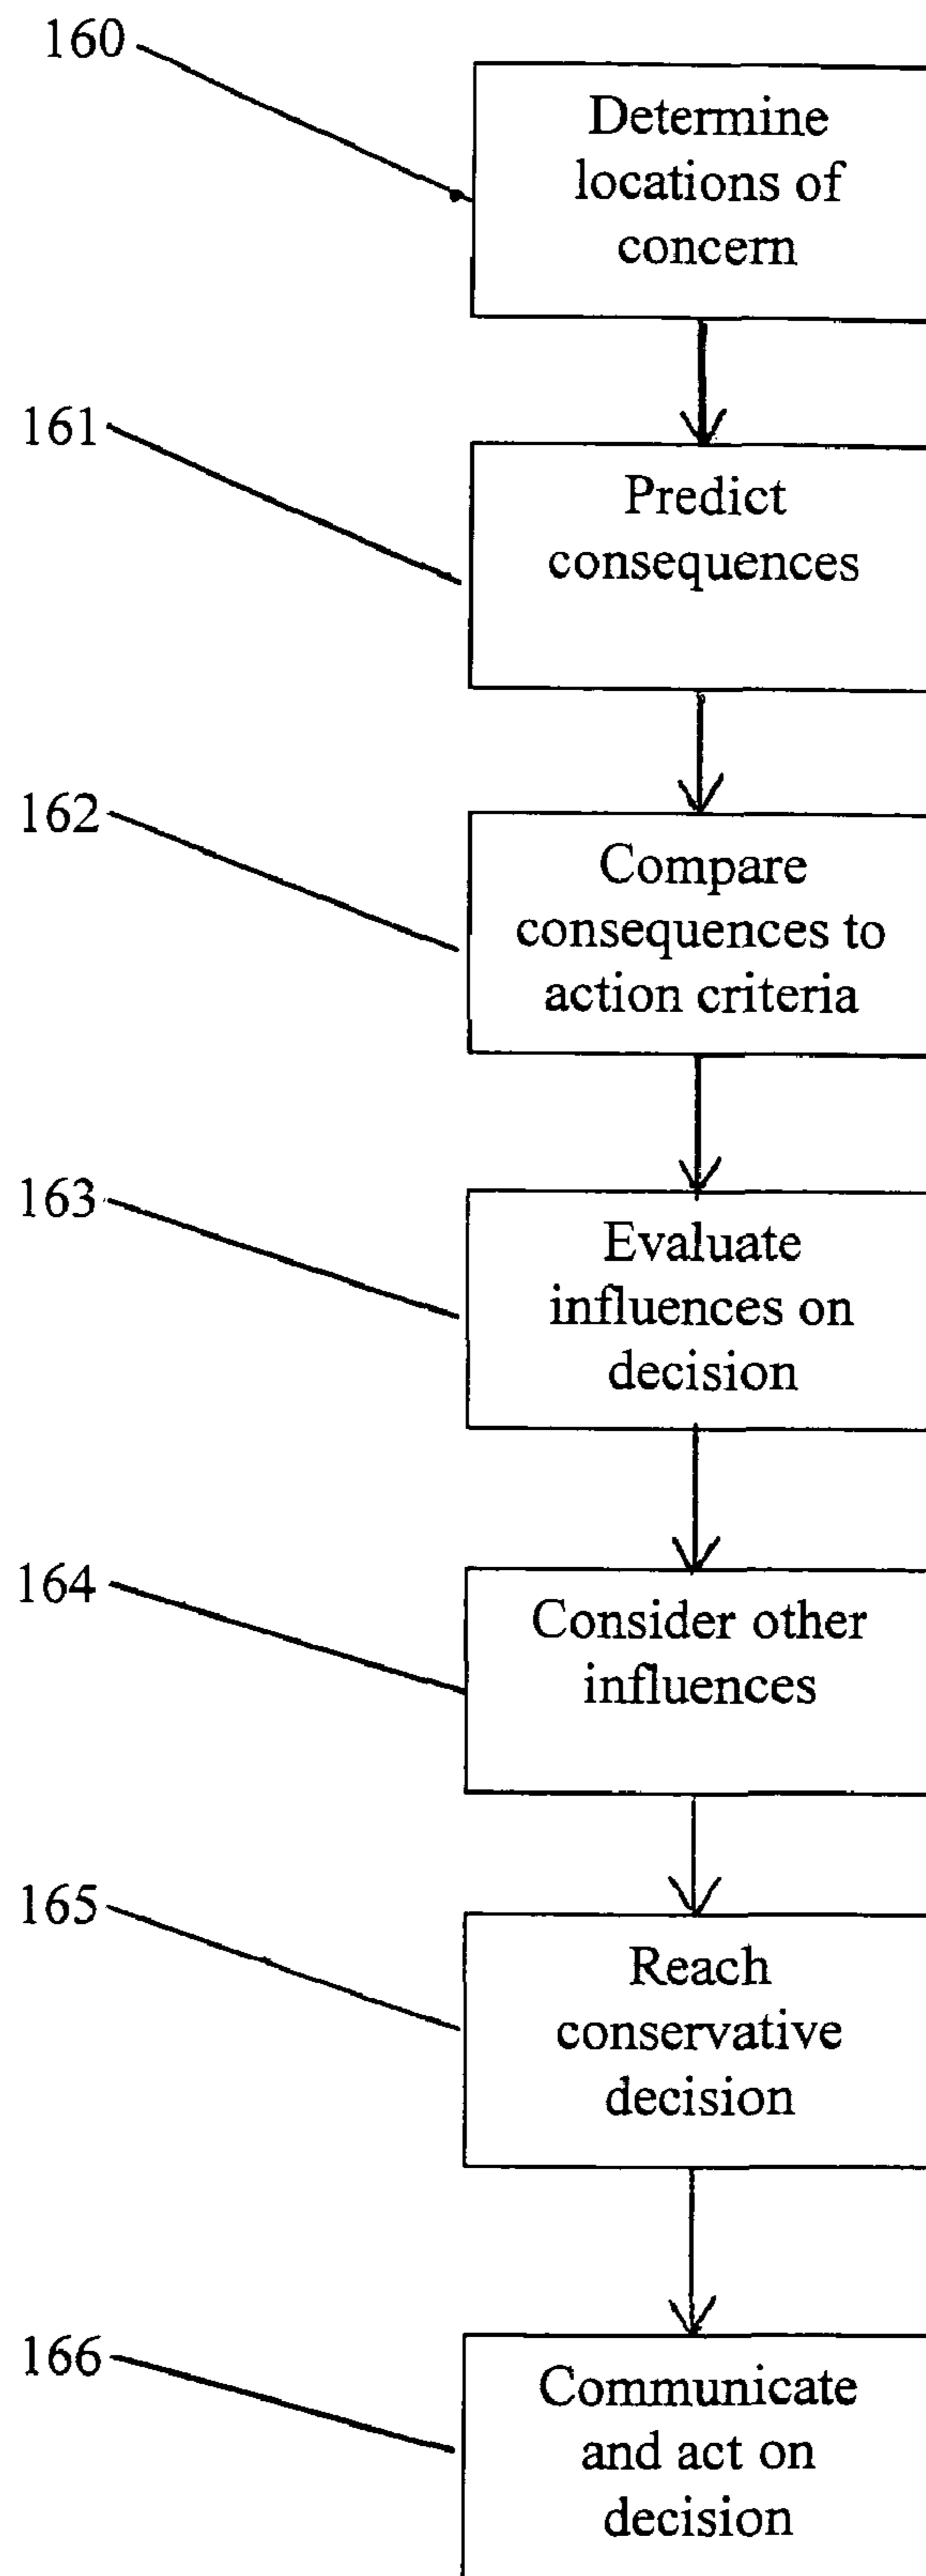 160
Determine
locations of
concern
161
Predict
consequences
162
Compare
consequences to
action criteria
163
Evaluate
influences on
decision
164
Consider other
influences
165
Reach
conservative
decision
166
Communicate
and act on
decision